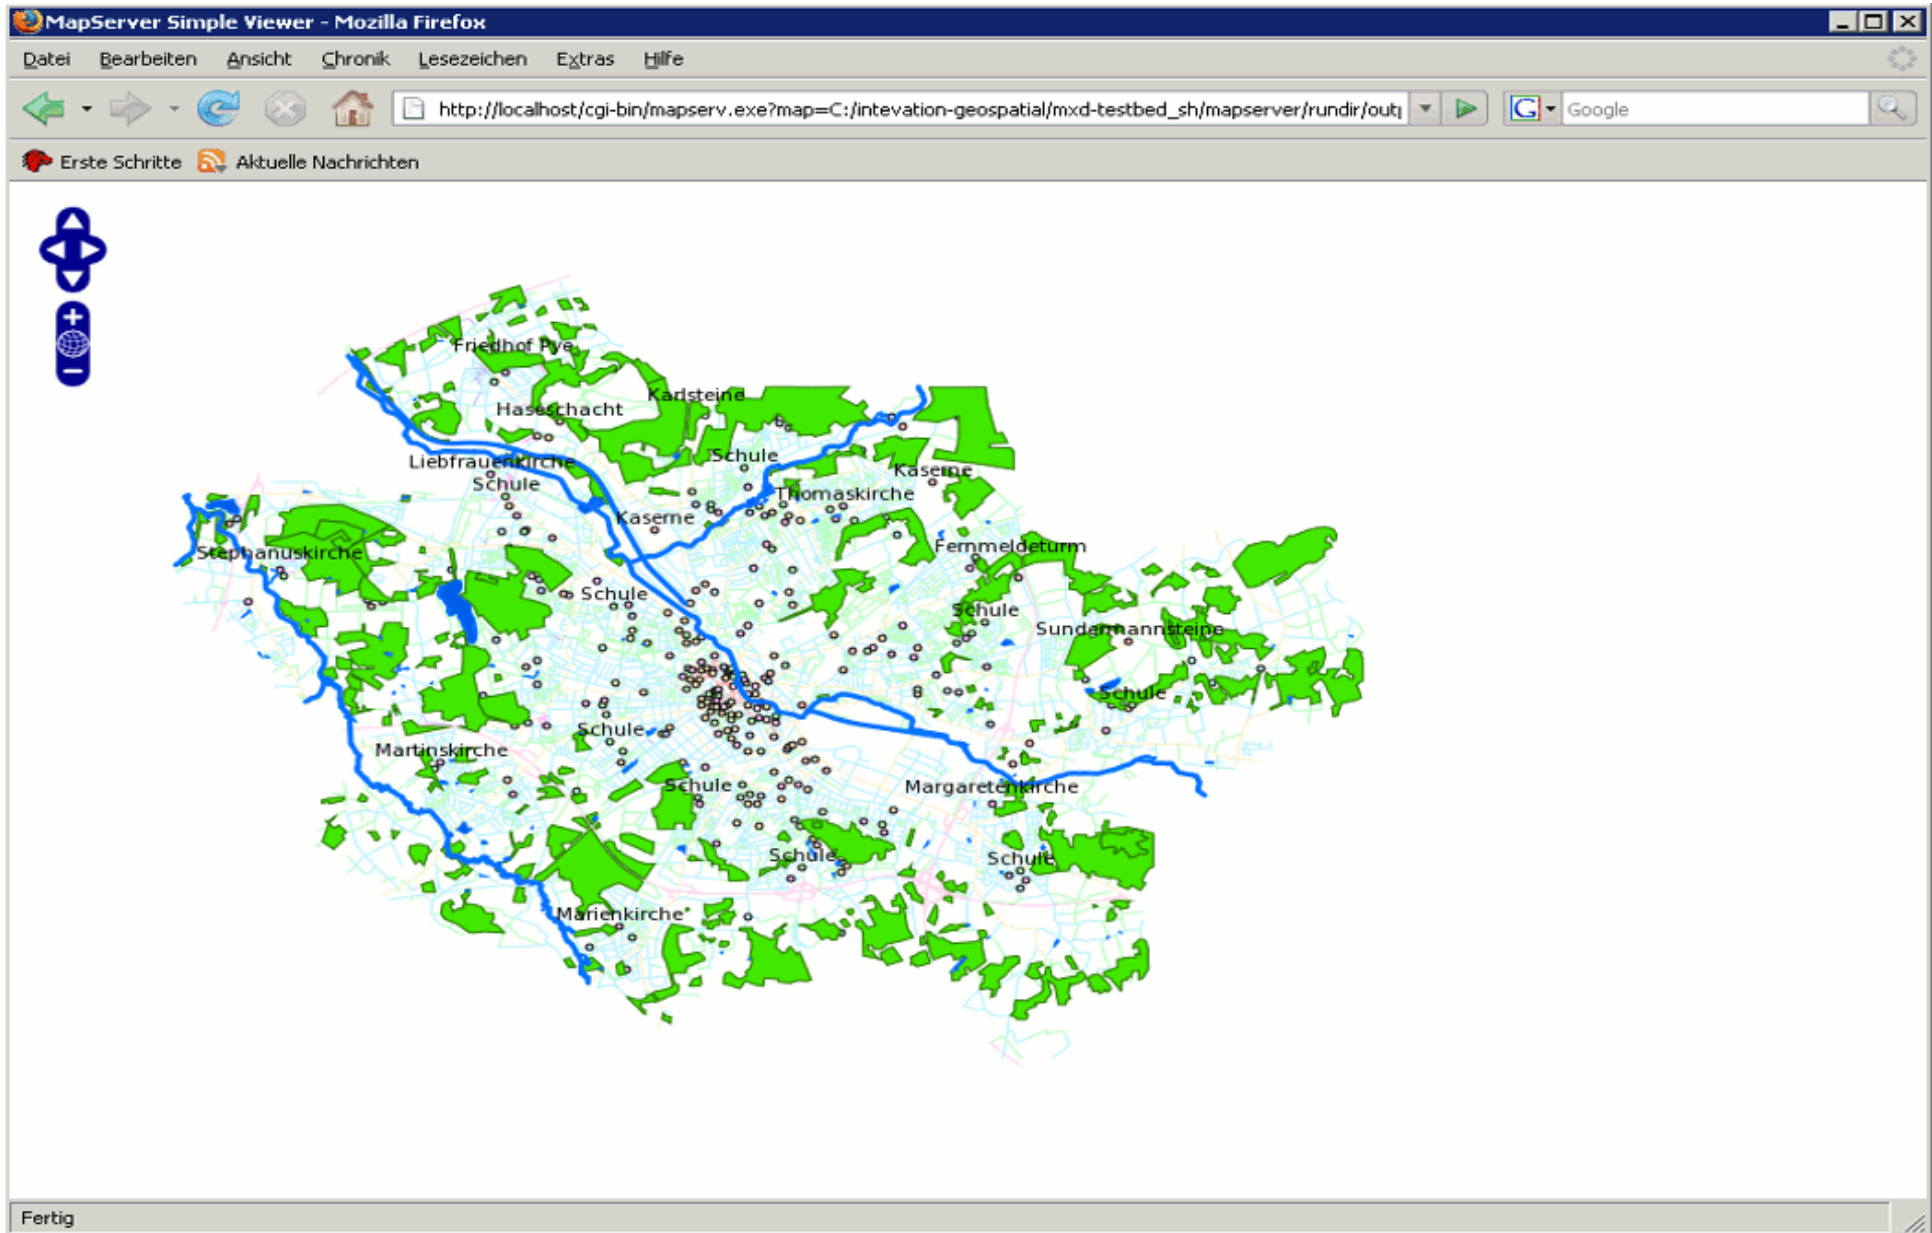 MapServer Simple Viewer - Mozilla Firefox
Datei Bearbeiten Ansicht Chronik Lesezeichen Extras Hilfe
http://localhost/cgi-bin/mapserv.exe?map=C:/intevation-geospatial/mxd-testbed_sh/mapserver/rundir/out
G Google
Erste Schritte Aktuelle Nachrichten
Friedhof Pye
Karlsteine
Haseschacht
Schule
Liebfrauenkirche
Kaserne
Schule
Thomaskirche
Kaserne
Fernmeldeturm
Stephanuskirche
Schule
Schule
Sundermannsteine
Schule
Schule
Martinskirche
Schule
Margaretenkirche
Schule
Schule
Marienkirche
Fertig